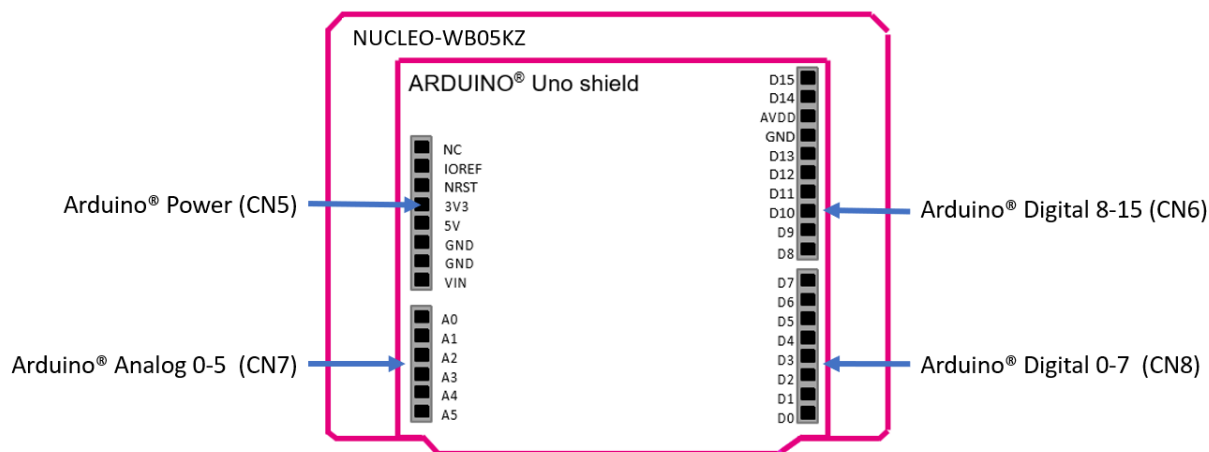 NUCLEO-WB05KZ
ARDUINO® Uno shield
Arduino® Power (CN5)
NC
IOREF
NRST
3V3
5V
GND
GND
VIN
Arduino® Analog 0-5 (CN7)
A0
A1
A2
A3
A4
A5
D15
D14
AVDD
GND
D13
D12
D11
D10
D9
D8
Arduino® Digital 8-15 (CN6)
D7
D6
D5
D4
D3
D2
D1
D0
Arduino® Digital 0-7 (CN8)